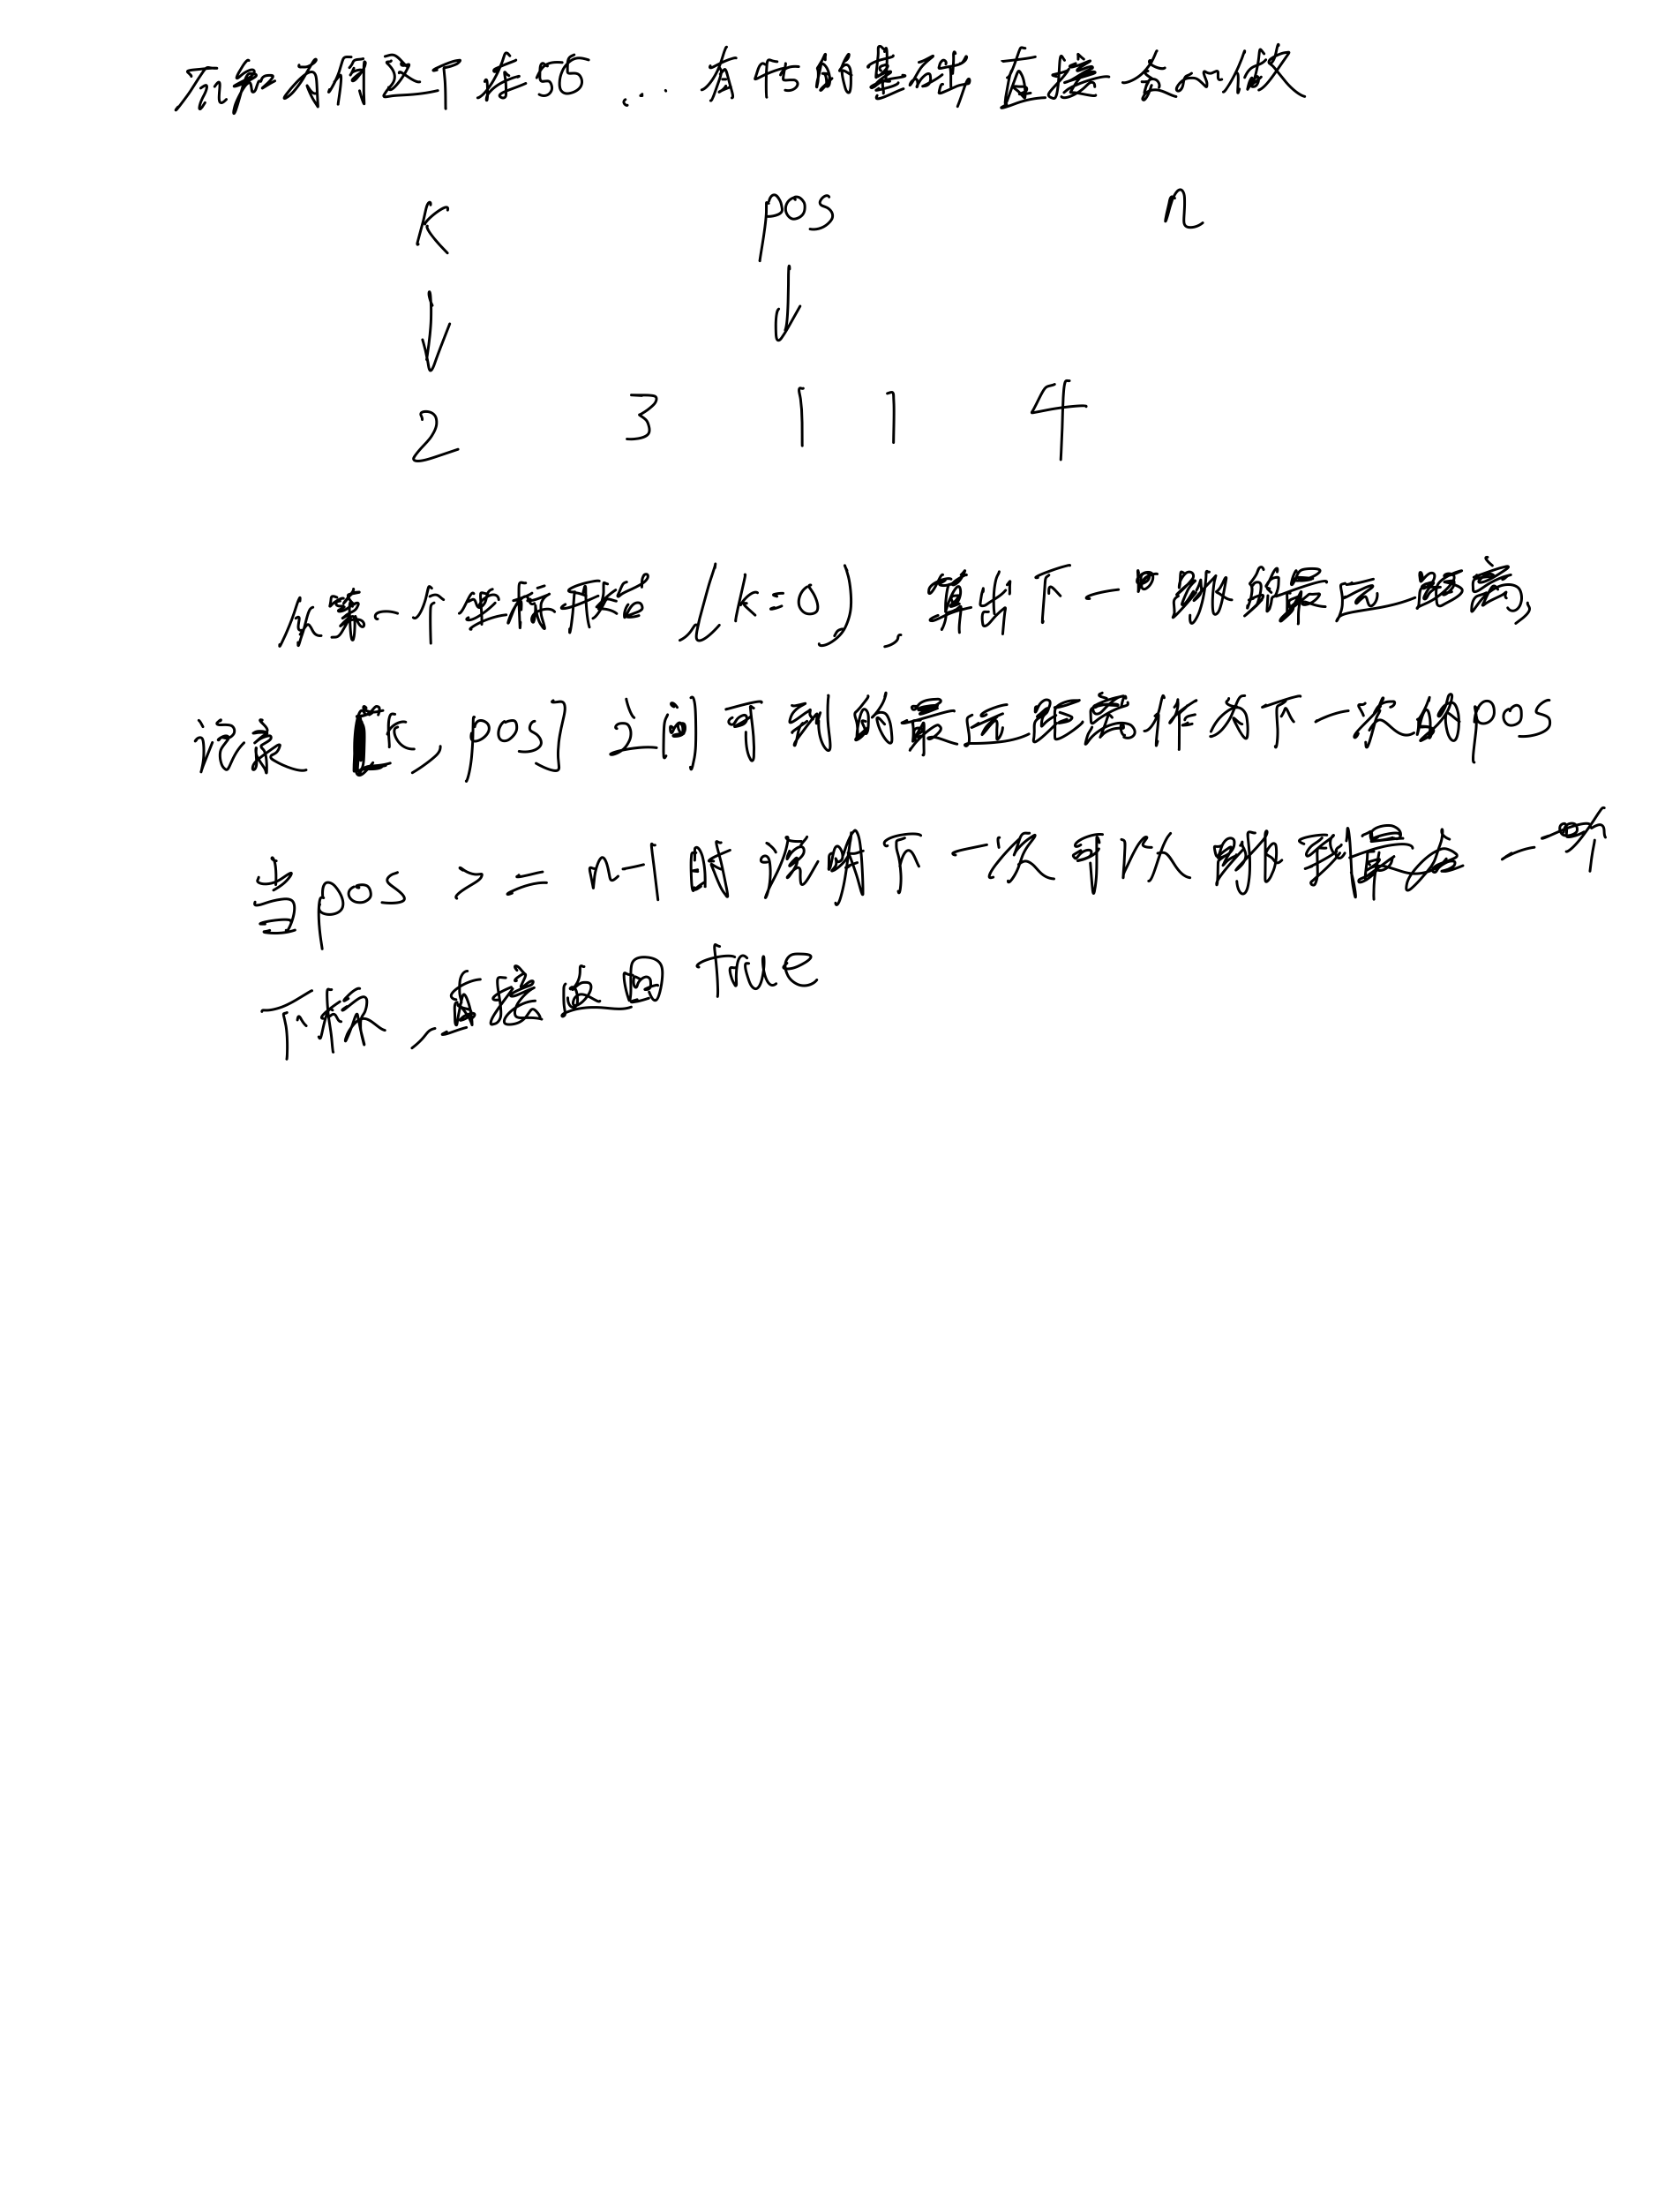 不知为何这个在55... 有45的基础直接会ac做
k pos n
2 3 1 1 4
从第一个坐标开始 (k=0), 算出下一跳的最远距离,
记录 [k, pos] 之间可到的最远距离作为下一次的pos
当pos >= n-1时说明下一次可以跳到最后一个
下标,直接返回 true